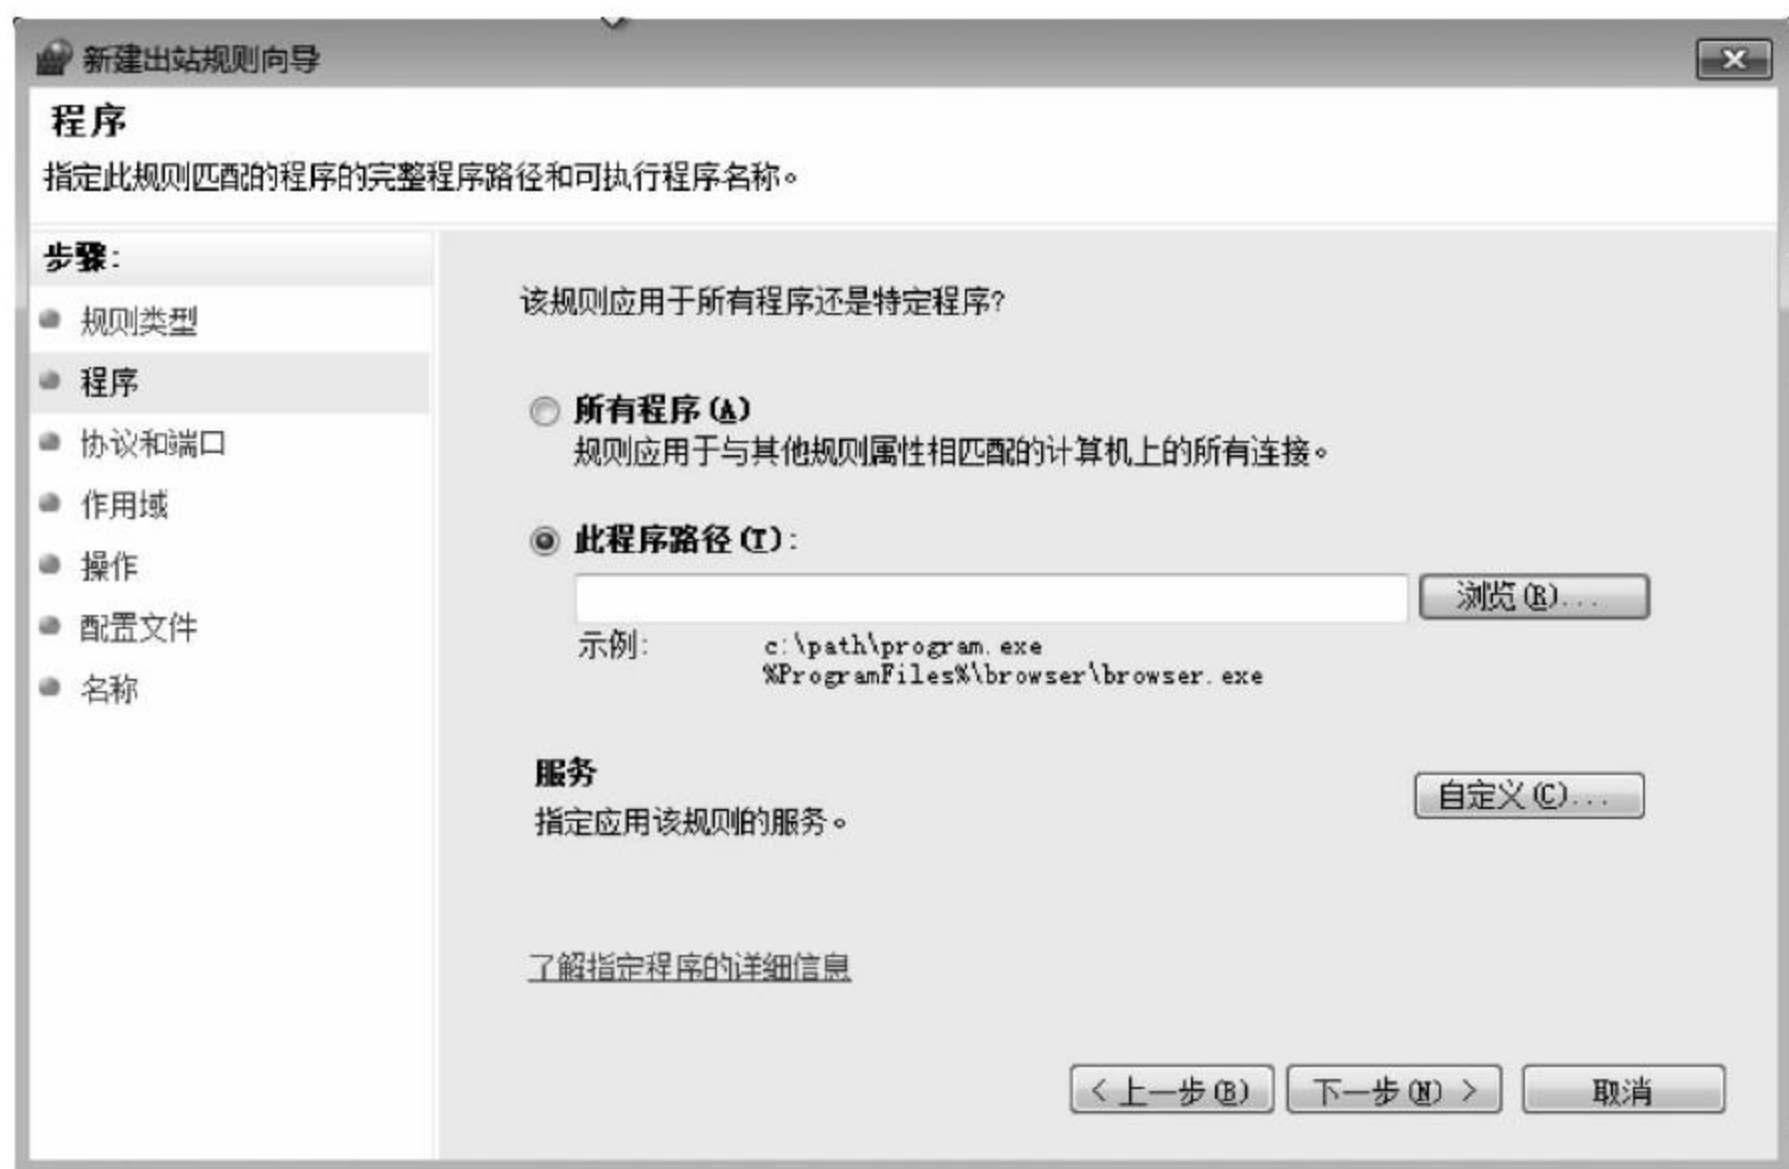 新建出站规则向导
程序
指定此规则匹配的程序的完整程序路径和可执行程序名称。
步骤:
规则类型
程序
协议和端口
作用域
操作
配置文件
名称
该规则应用于所有程序还是特定程序?
所有程序(A)
规则应用于与其他规则属性相匹配的计算机上的所有连接。
此程序路径(T):
浏览(R)...
示例: c:\path\program.exe
%ProgramFiles%\browser\browser.exe
服务
指定应用该规则的服务。
自定义(C)...
了解指定程序的详细信息
< 上一步(B)
下一步(N) >
取消